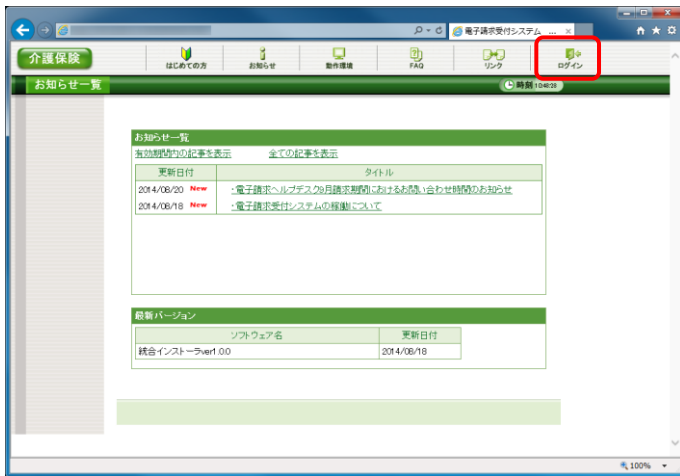 電子請求受付システム ...
介護保険
はじめての方 お知らせ 動作環境 FAQ リンク ログイン
お知らせ一覧
時刻 10:48:28
お知らせ一覧
有効期間内の記事を表示 全ての記事を表示
更新日付 タイトル
2014/08/20 New ・電子請求ヘルプデスク9月請求期間におけるお問い合わせ時間のお知らせ
2014/08/18 New ・電子請求受付システムの稼働について
最新バージョン
ソフトウェア名 更新日付
統合インストーラver1.0.0 2014/08/18
100%